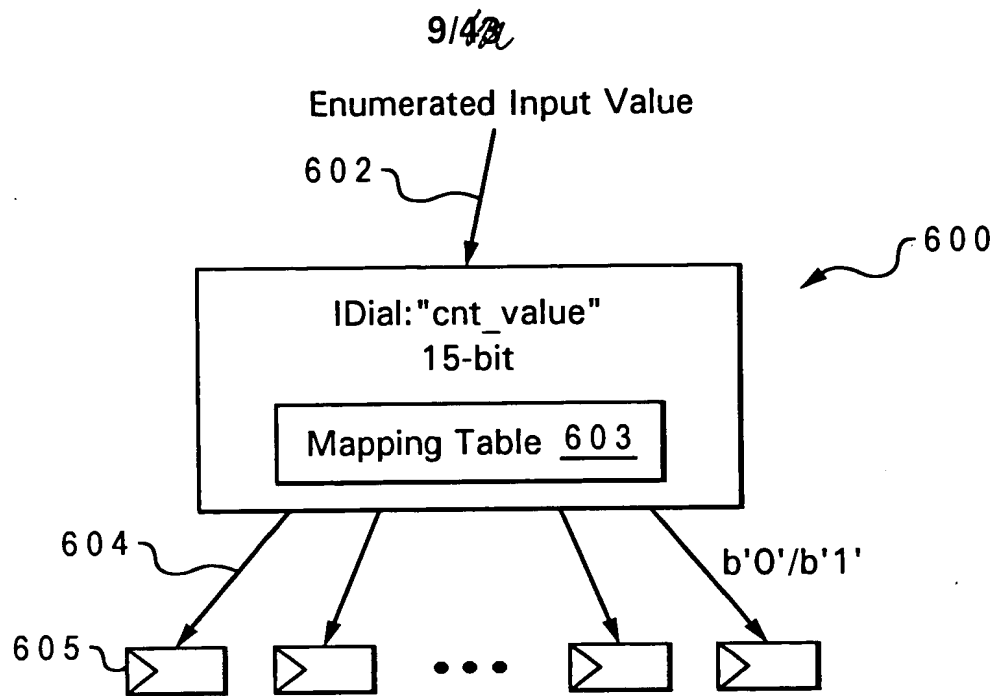 9/4
Enumerated Input Value
602
600
IDial:"cnt_value"
15-bit
Mapping Table 603
604
b'0'/b'1'
605